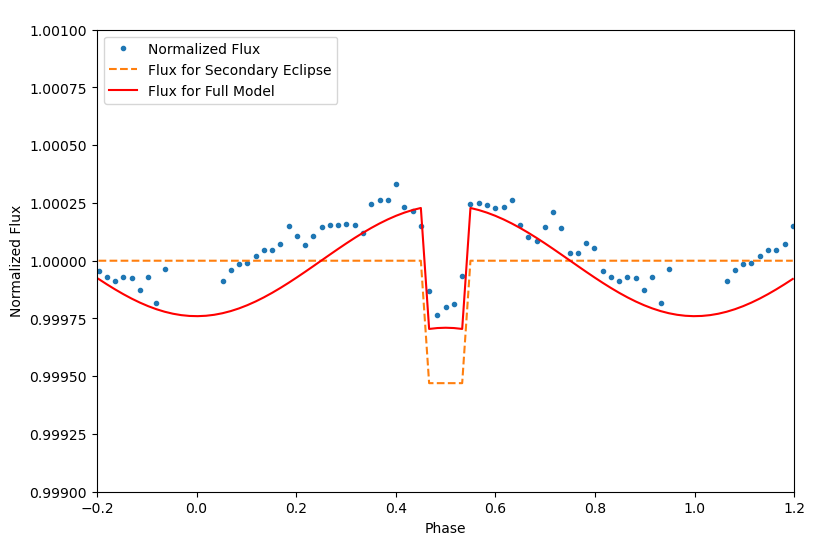 Normalized Flux
Flux for Secondary Eclipse
Flux for Full Model
Normalized Flux
1.00100
1.00075
1.00050
1.00025
1.00000
0.99975
0.99950
0.99925
0.99900
−0.2 0.0 0.2 0.4 0.6 0.8 1.0 1.2
Phase